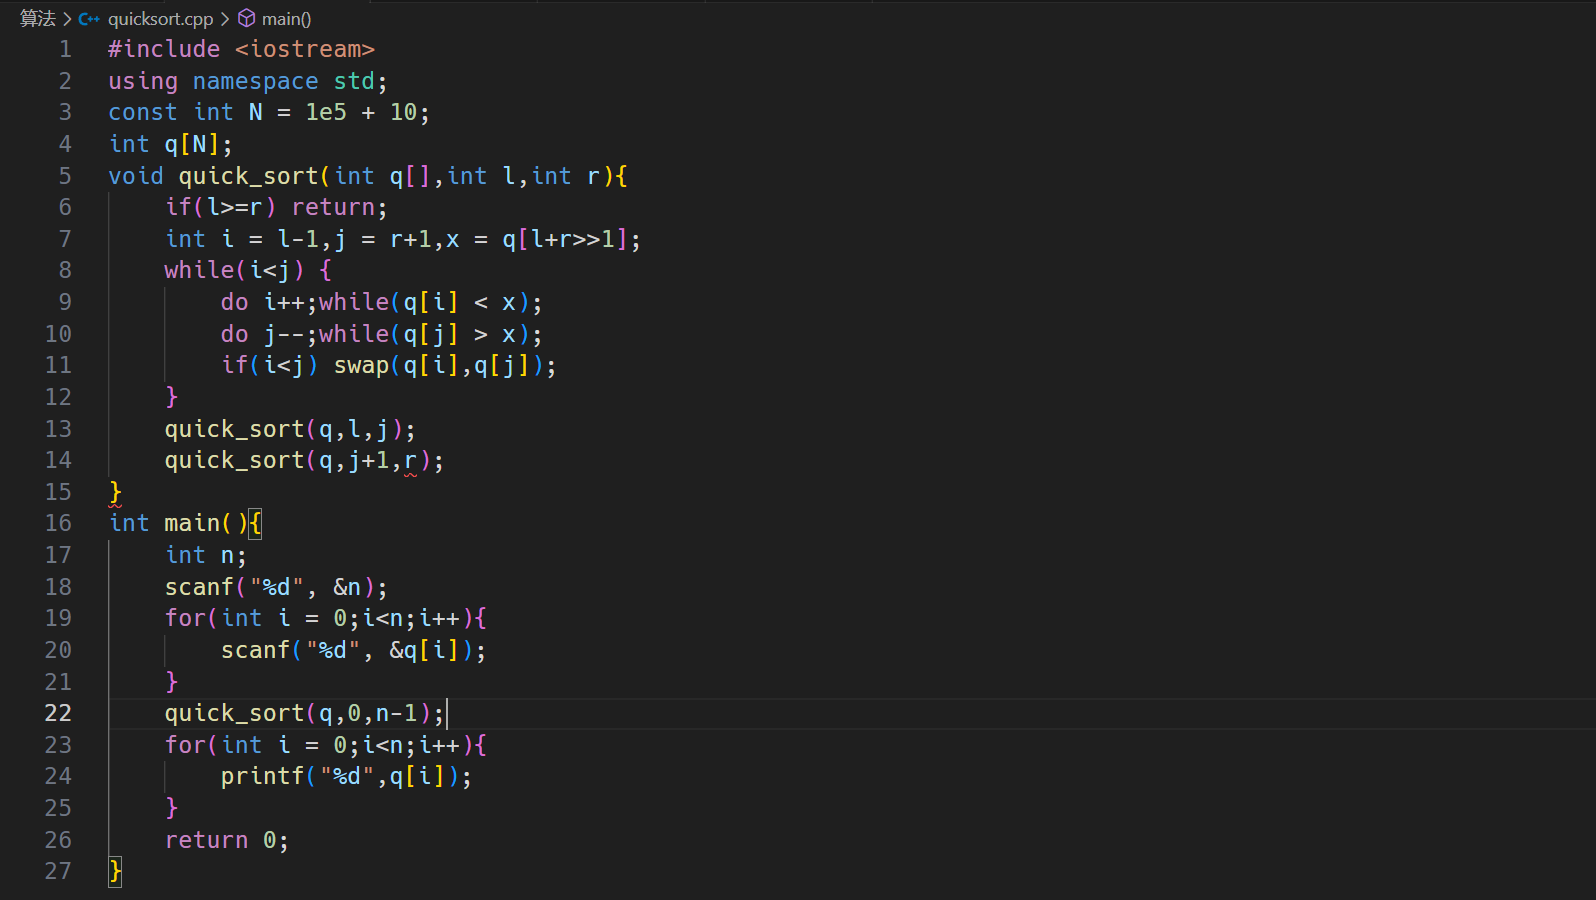 算法 > C++ quicksort.cpp > main()
1 #include <iostream>
2 using namespace std;
3 const int N = 1e5 + 10;
4 int q[N];
5 void quick_sort(int q[],int l,int r){
6     if(l>=r) return;
7     int i = l-1,j = r+1,x = q[l+r>>1];
8     while(i<j) {
9         do i++;while(q[i] < x);
10         do j--;while(q[j] > x);
11         if(i<j) swap(q[i],q[j]);
12     }
13     quick_sort(q,l,j);
14     quick_sort(q,j+1,r);
15 }
16 int main(){
17     int n;
18     scanf("%d", &n);
19     for(int i = 0;i<n;i++){
20         scanf("%d", &q[i]);
21     }
22     quick_sort(q,0,n-1);
23     for(int i = 0;i<n;i++){
24         printf("%d",q[i]);
25     }
26     return 0;
27 }